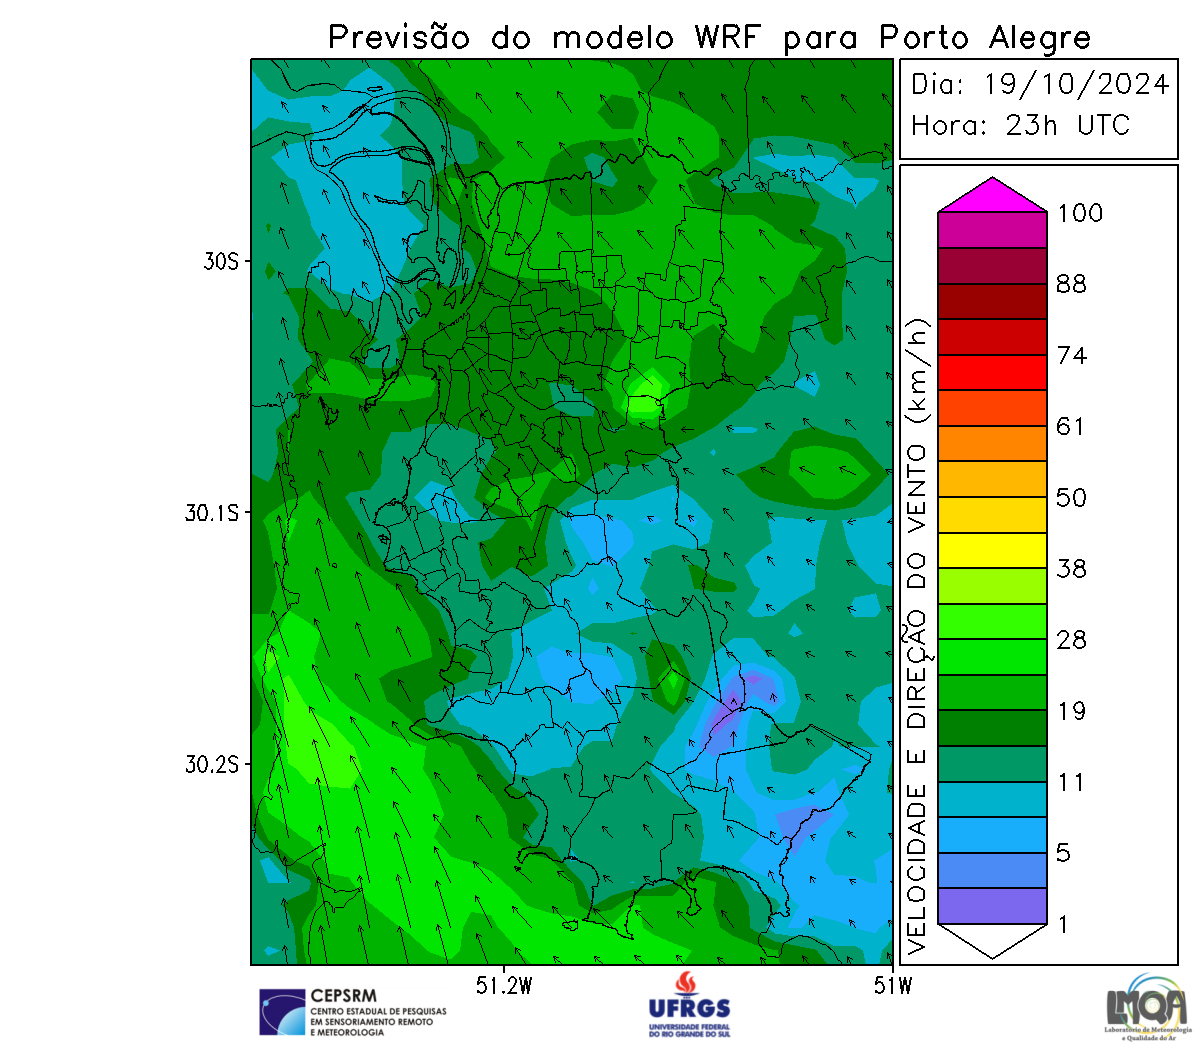 Previsão do modelo WRF para Porto Alegre
Dia: 19/10/2024
Hora: 23h UTC
30S
30.1S
30.2S
51.2W
51W
VELOCIDADE E DIREÇÃO DO VENTO (km/h)
100
88
74
61
50
38
28
19
11
5
1
CEPSRM
CENTRO ESTADUAL DE PESQUISAS
EM SENSORIAMENTO REMOTO
E METEOROLOGIA
UFRGS
UNIVERSIDADE FEDERAL
DO RIO GRANDE DO SUL
LMQA
Laboratório de Meteorologia
e Qualidade do Ar